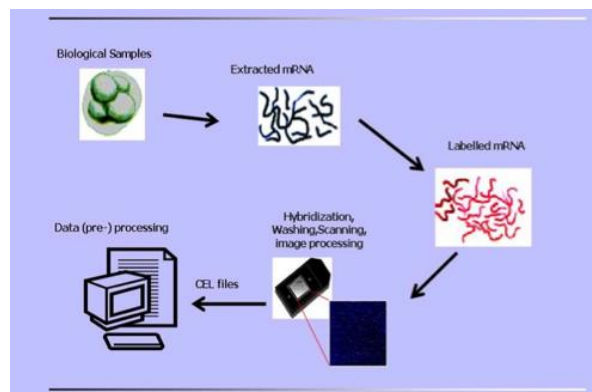 Biological Samples
Extracted mRNA
Labelled mRNA
Hybridization,
Washing,Scanning,
image processing
CEL files
Data (pre-) processing